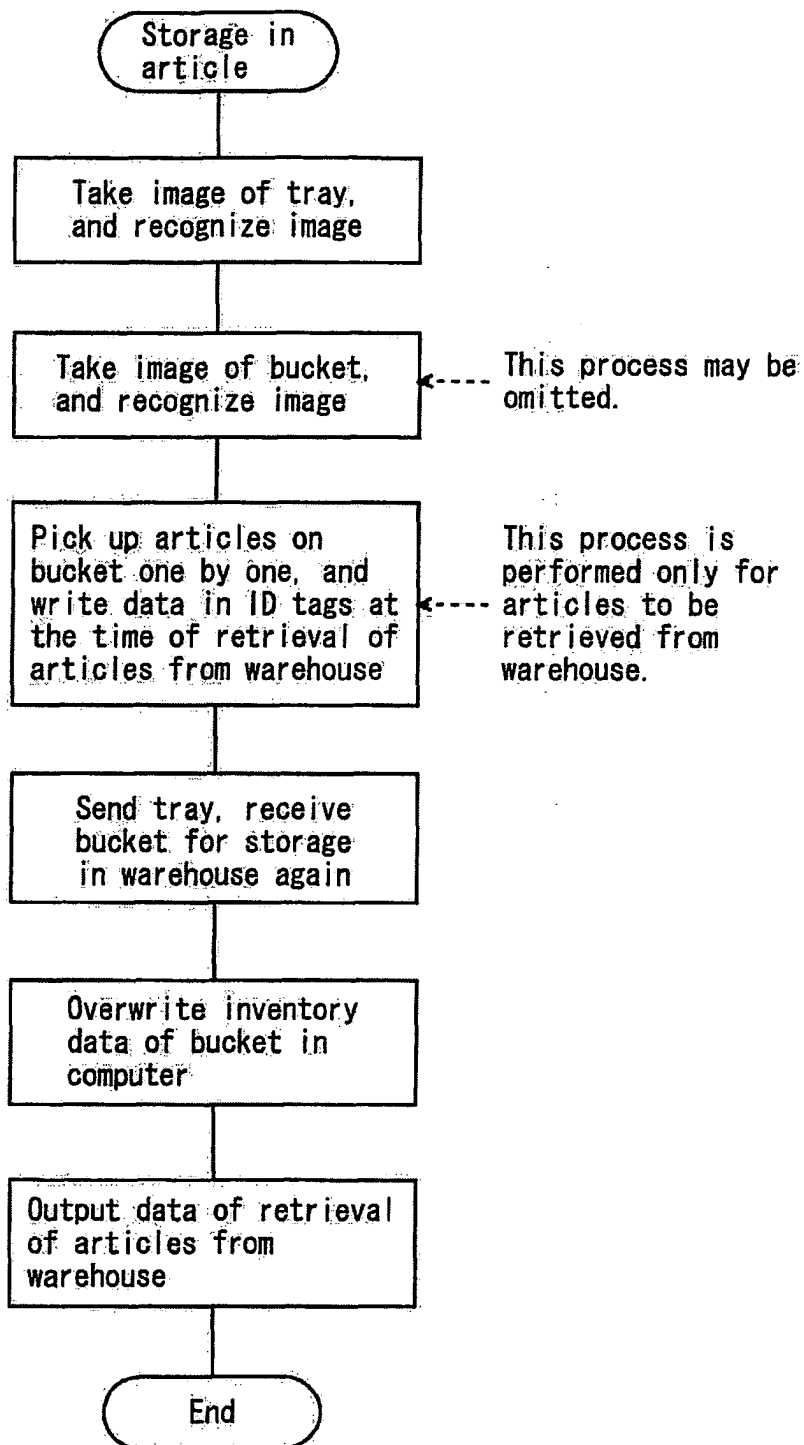 Storage in
article
Take image of tray,
and recognize image
Take image of bucket,
and recognize image
This process may be
omitted.
Pick up articles on
bucket one by one, and
write data in ID tags at
the time of retrieval of
articles from warehouse
This process is
performed only for
articles to be
retrieved from
warehouse.
Send tray, receive
bucket for storage
in warehouse again
Overwrite inventory
data of bucket in
computer
Output data of retrieval
of articles from
warehouse
End